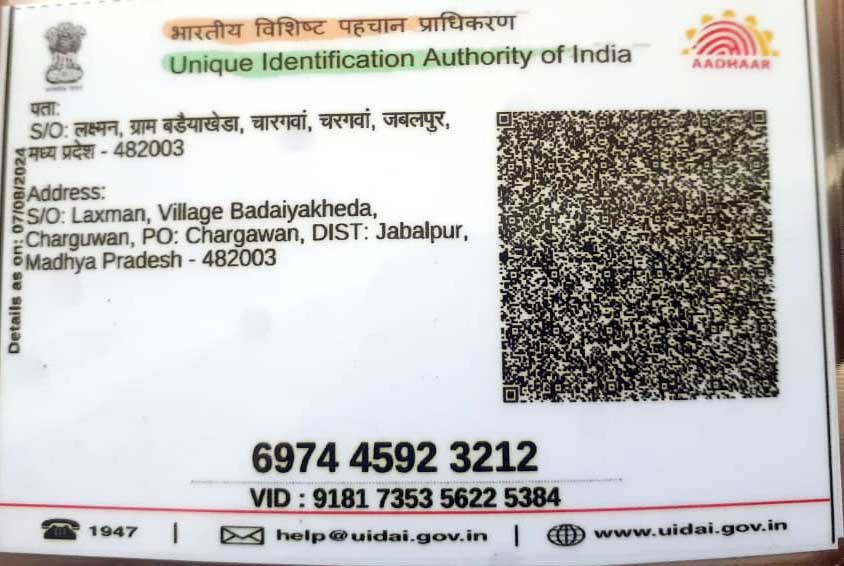 भारतीय विशिष्ट पहचान प्राधिकरण
Unique Identification Authority of India
AADHAAR
पता:
S/O: लक्ष्मन, ग्राम बडैयाखेडा, चारगवां, चरगवां, जबलपुर,
मध्य प्रदेश - 482003
Address:
S/O: Laxman, Village Badaiyakheda,
Charguwan, PO: Chargawan, DIST: Jabalpur,
Madhya Pradesh - 482003
Details as on: 07/08/2024
6974 4592 3212
VID : 9181 7353 5622 5384
1947 | help@uidai.gov.in | www.uidai.gov.in